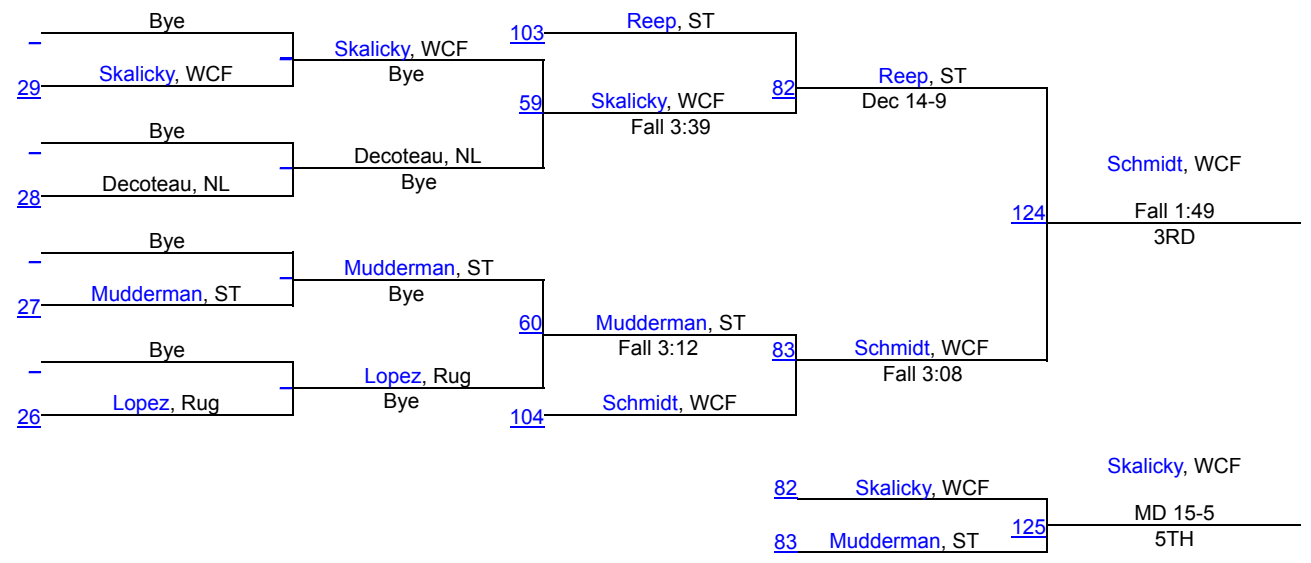 Bye
_
Skalicky, WCF
29
_
Skalicky, WCF
Bye
Bye
_
Decoteau, NL
28
_
Decoteau, NL
Bye
103
Reep, ST
59
Skalicky, WCF
Fall 3:39
82
Reep, ST
Dec 14-9
Bye
_
Mudderman, ST
27
_
Mudderman, ST
Bye
Bye
_
Lopez, Rug
26
_
Lopez, Rug
Bye
60
Mudderman, ST
Fall 3:12
104
Schmidt, WCF
83
Schmidt, WCF
Fall 3:08
124
Schmidt, WCF
Fall 1:49
3RD
82
Skalicky, WCF
83
Mudderman, ST
125
Skalicky, WCF
MD 15-5
5TH